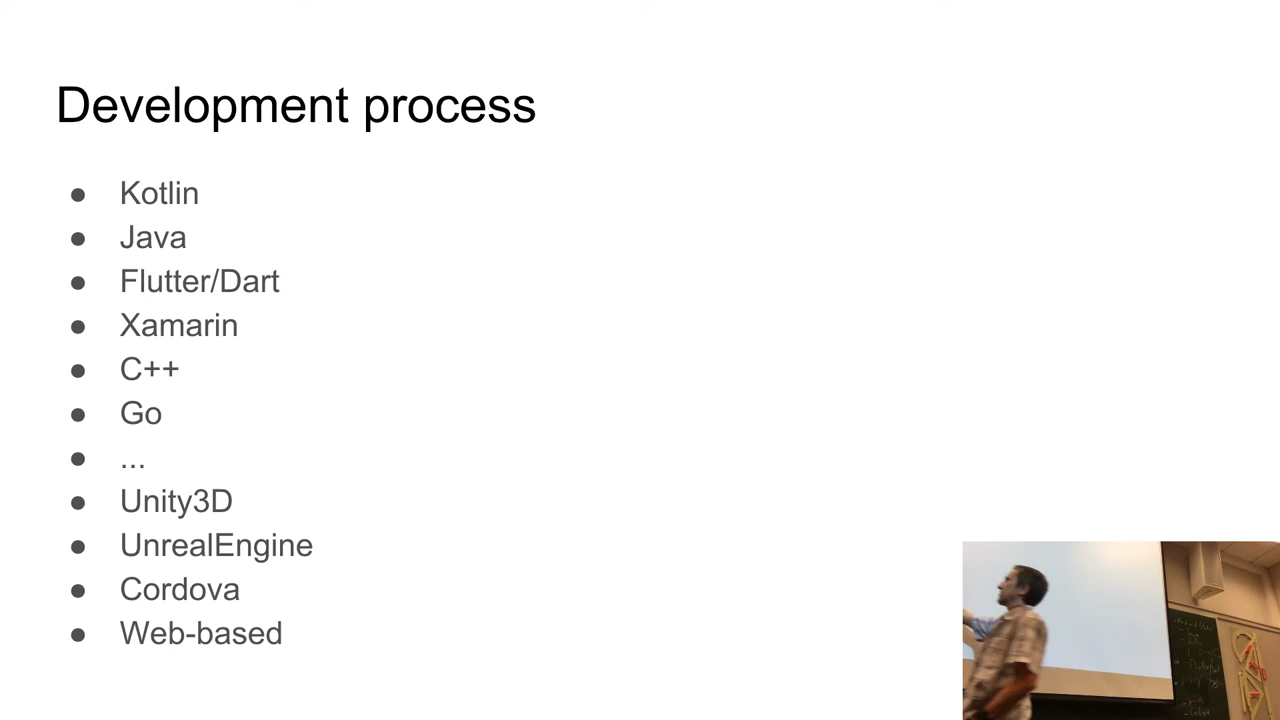 Development process
● Kotlin
● Java
● Flutter/Dart
● Xamarin
● C++
● Go
● ...
● Unity3D
● UnrealEngine
● Cordova
● Web-based